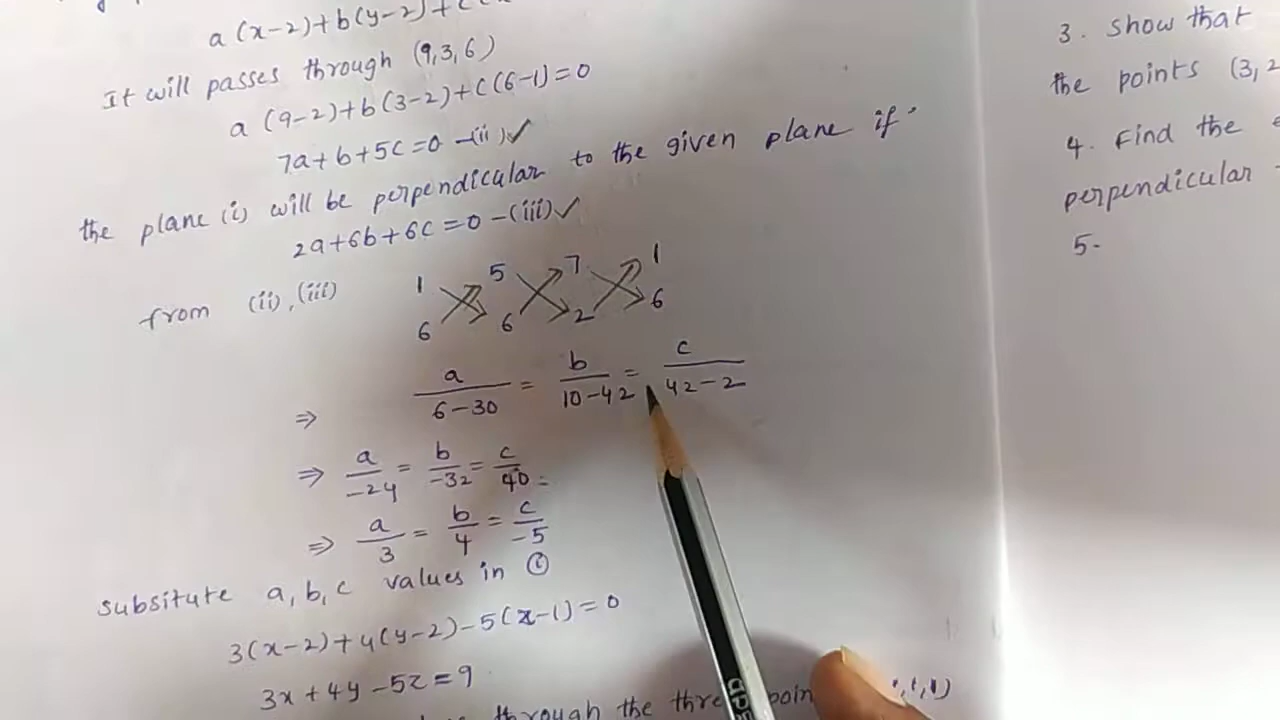 a(x-2)+b(y-2)+c(
It will passes through (9,3,6)
a (9-2)+b(3-2)+c(6-1)=0
7a+b+5c=0 -(ii)✓
the plane (i) will be perpendicular to the given plane if
2a+6b+6c=0 -(iii)✓
from (ii),(iii)
1 5 7 1
6 6 2 6
⇒ a/(6-30) = b/(10-42) = c/(42-2)
⇒ a/-24 = b/-32 = c/40
⇒ a/3 = b/4 = c/-5
subsitute a,b,c values in (i)
3(x-2)+4(y-2)-5(z-1)=0
3x+4y-5z=9
through the three poin
3. Show that
the points (3,2
4. Find the
perpendicular
5.